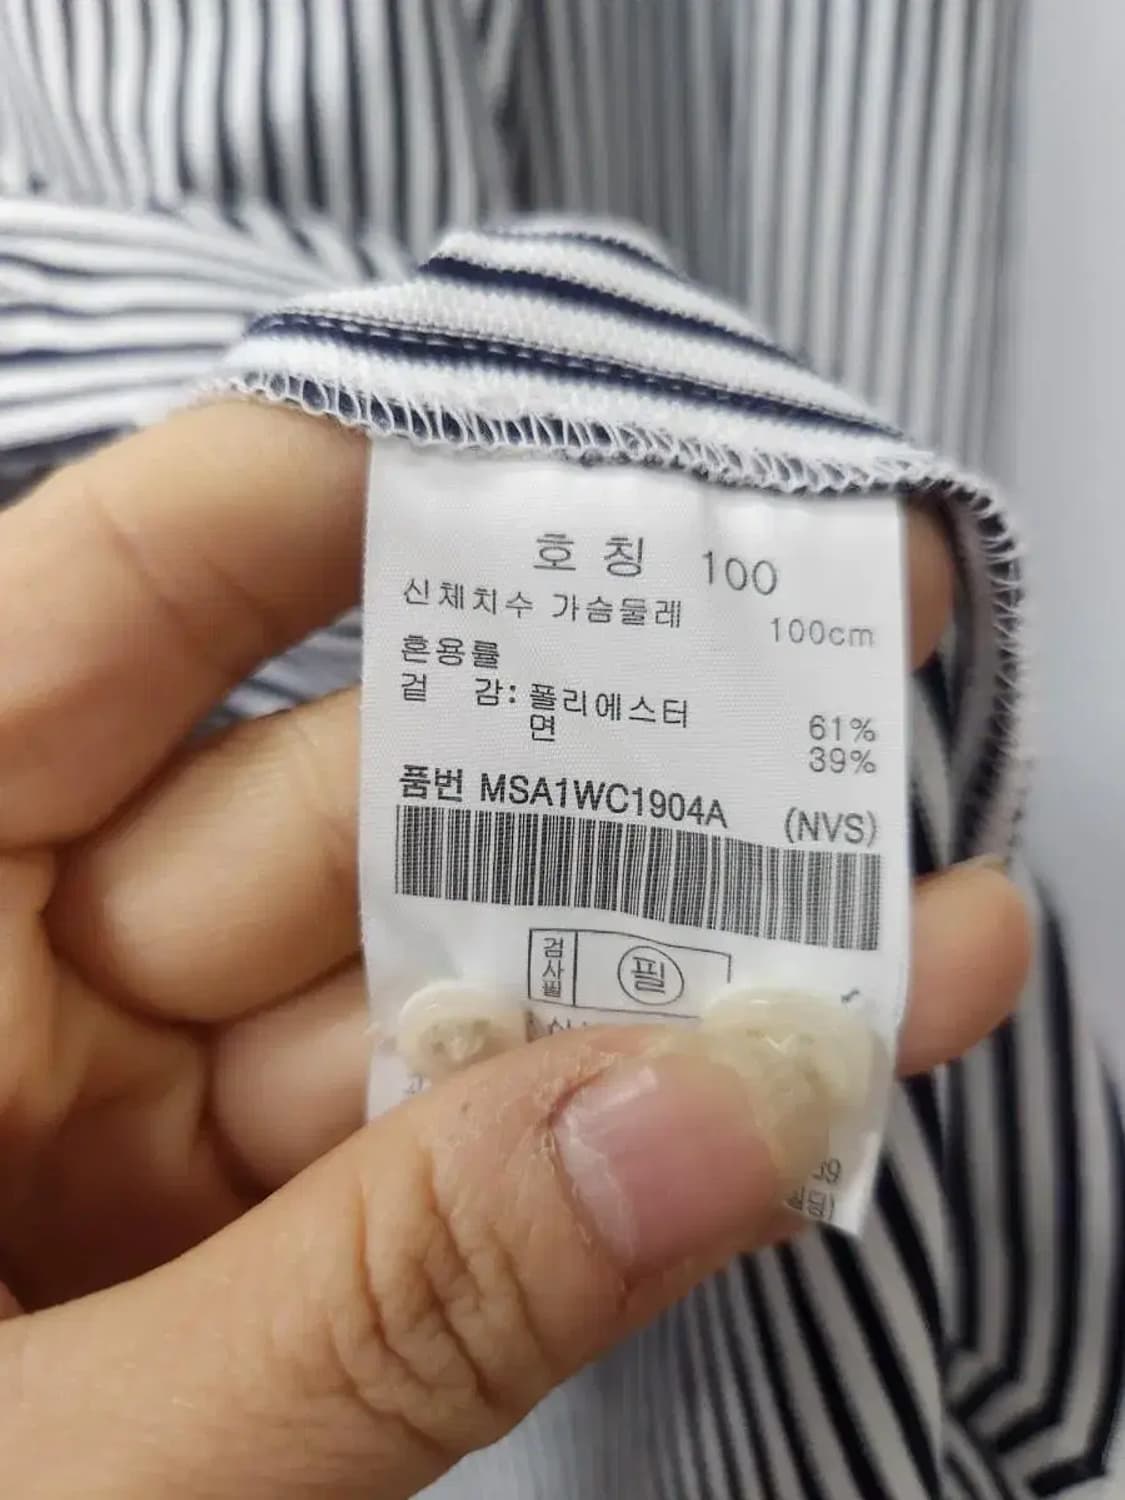 호 칭 100
신체치수 가슴둘레 100cm
혼용률
겉 감: 폴리에스터 61%
면 39%
품번 MSA1WC1904A (NVS)
검사필 필